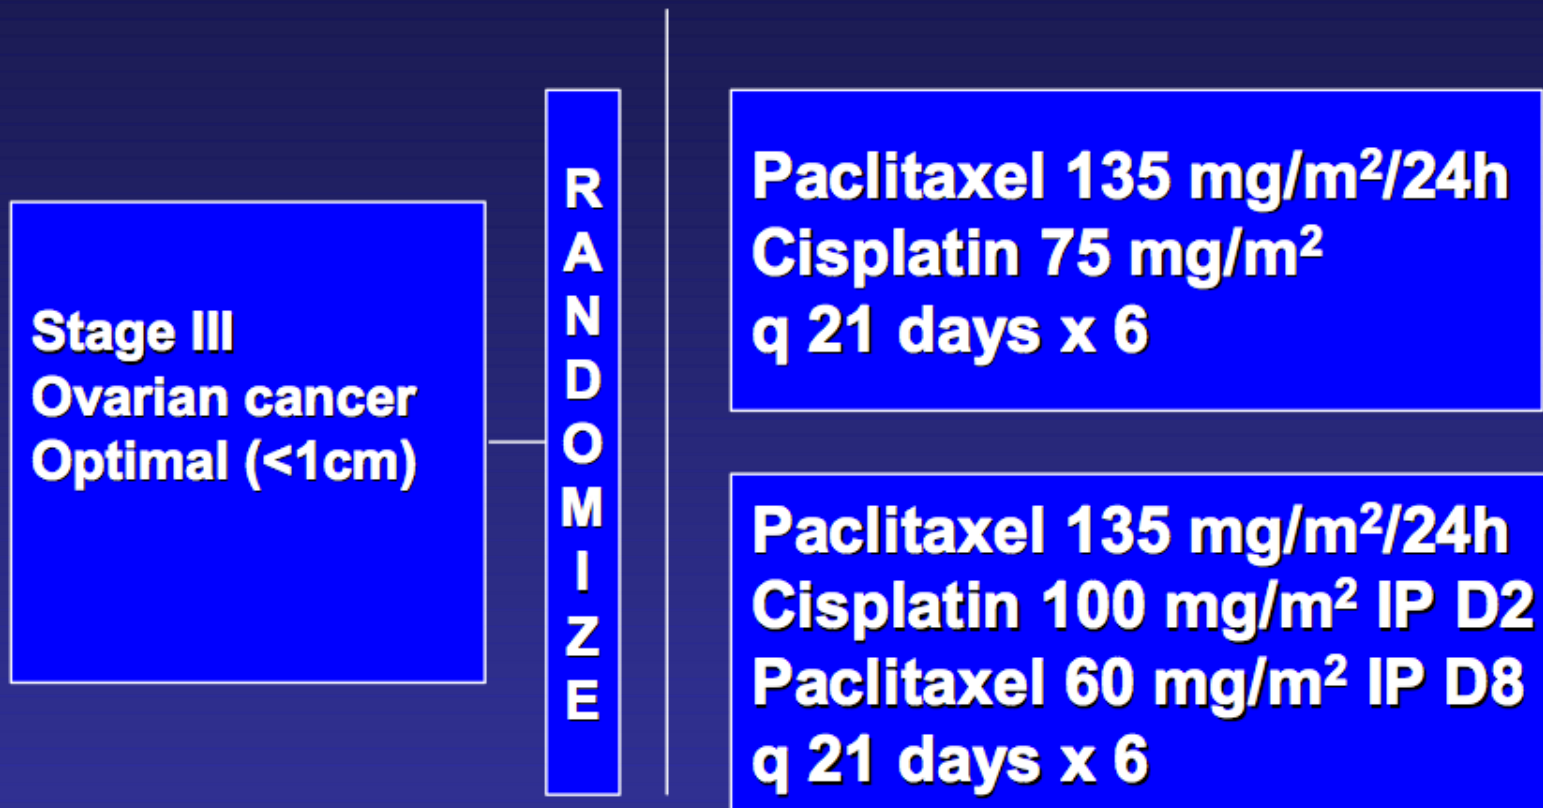 Stage III
Ovarian cancer
Optimal (<1cm)
R
A
N
D
O
M
I
Z
E
Paclitaxel 135 mg/m²/24h
Cisplatin 75 mg/m²
q 21 days x 6
Paclitaxel 135 mg/m²/24h
Cisplatin 100 mg/m² IP D2
Paclitaxel 60 mg/m² IP D8
q 21 days x 6